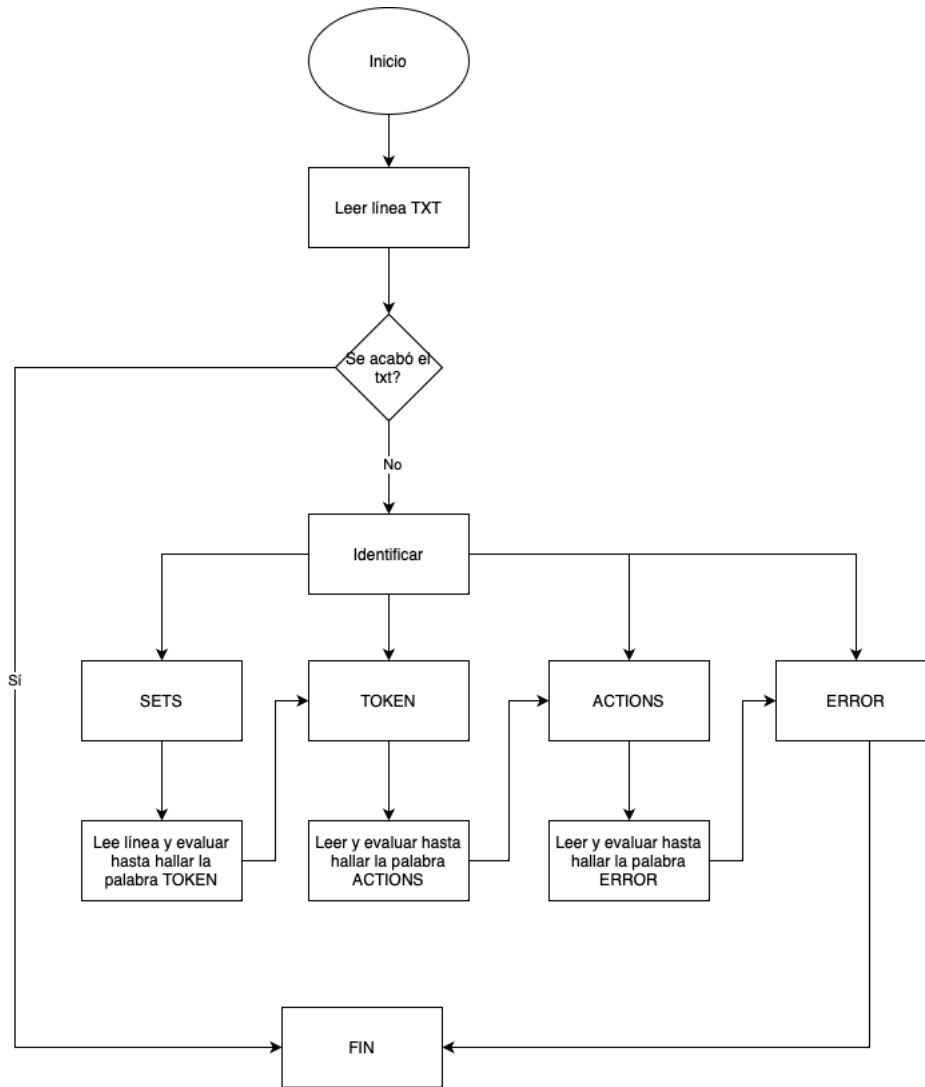 Inicio
Leer línea TXT
Se acabó el
txt?
No
Identificar
Sí
SETS
TOKEN
ACTIONS
ERROR
Lee línea y evaluar
hasta hallar la
palabra TOKEN
Leer y evaluar hasta
hallar la palabra
ACTIONS
Leer y evaluar hasta
hallar la palabra
ERROR
FIN